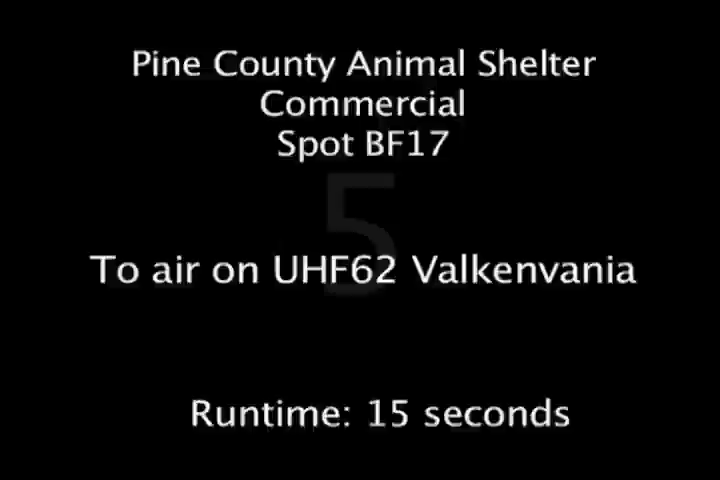 Pine County Animal Shelter
Commercial
Spot BF17
5
To air on UHF62 Valkenvania
Runtime: 15 seconds